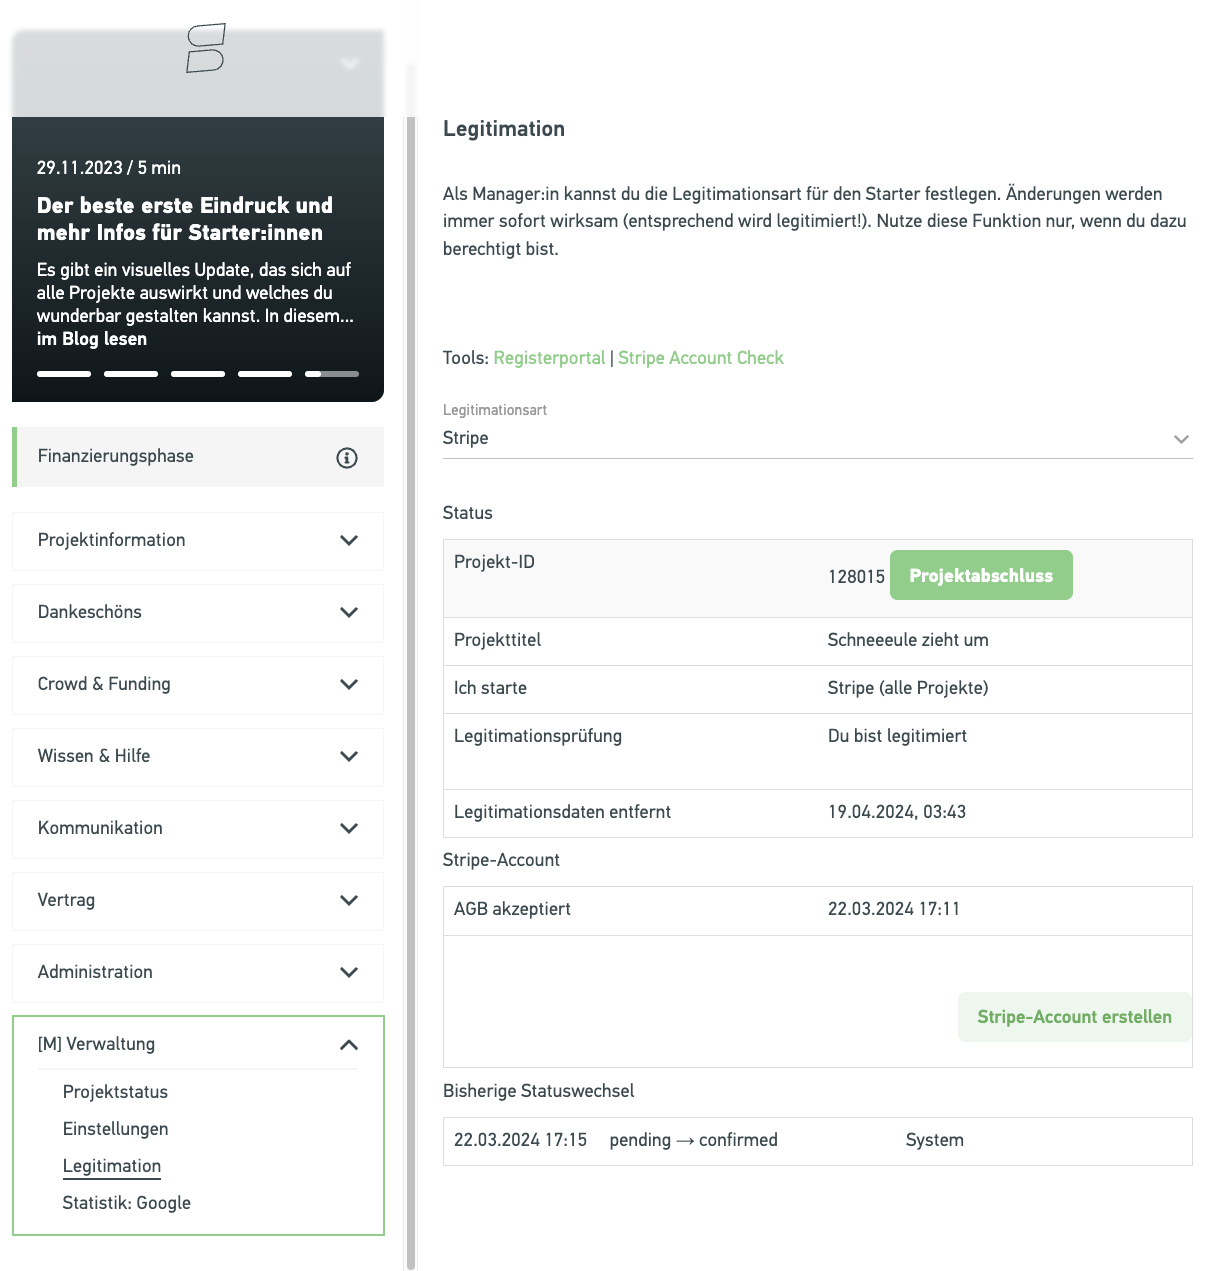 29.11.2023 / 5 min
Der beste erste Eindruck und
mehr Infos für Starter:innen
Es gibt ein visuelles Update, das sich auf
alle Projekte auswirkt und welches du
wunderbar gestalten kannst. In diesem...
im Blog lesen
Finanzierungsphase
Projektinformation
Dankeschöns
Crowd & Funding
Wissen & Hilfe
Kommunikation
Vertrag
Administration
[M] Verwaltung
Projektstatus
Einstellungen
Legitimation
Statistik: Google
Legitimation
Als Manager:in kannst du die Legitimationsart für den Starter festlegen. Änderungen werden
immer sofort wirksam (entsprechend wird legitimiert!). Nutze diese Funktion nur, wenn du dazu
berechtigt bist.
Tools: Registerportal | Stripe Account Check
Legitimationsart
Stripe
Status
Projekt-ID 128015 Projektabschluss
Projekttitel Schneeeule zieht um
Ich starte Stripe (alle Projekte)
Legitimationsprüfung Du bist legitimiert
Legitimationsdaten entfernt 19.04.2024, 03:43
Stripe-Account
AGB akzeptiert 22.03.2024 17:11
Stripe-Account erstellen
Bisherige Statuswechsel
22.03.2024 17:15 pending → confirmed System